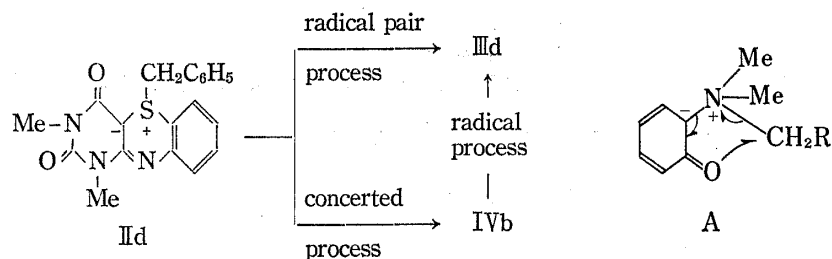 radical pair
process
IIId
↑
radical
process
concerted
process
IVb
O
CH₂C₆H₅
S
+
−
Me—N
O
N
N
Me
IId
Me
N—Me
−
+
CH₂R
O
A